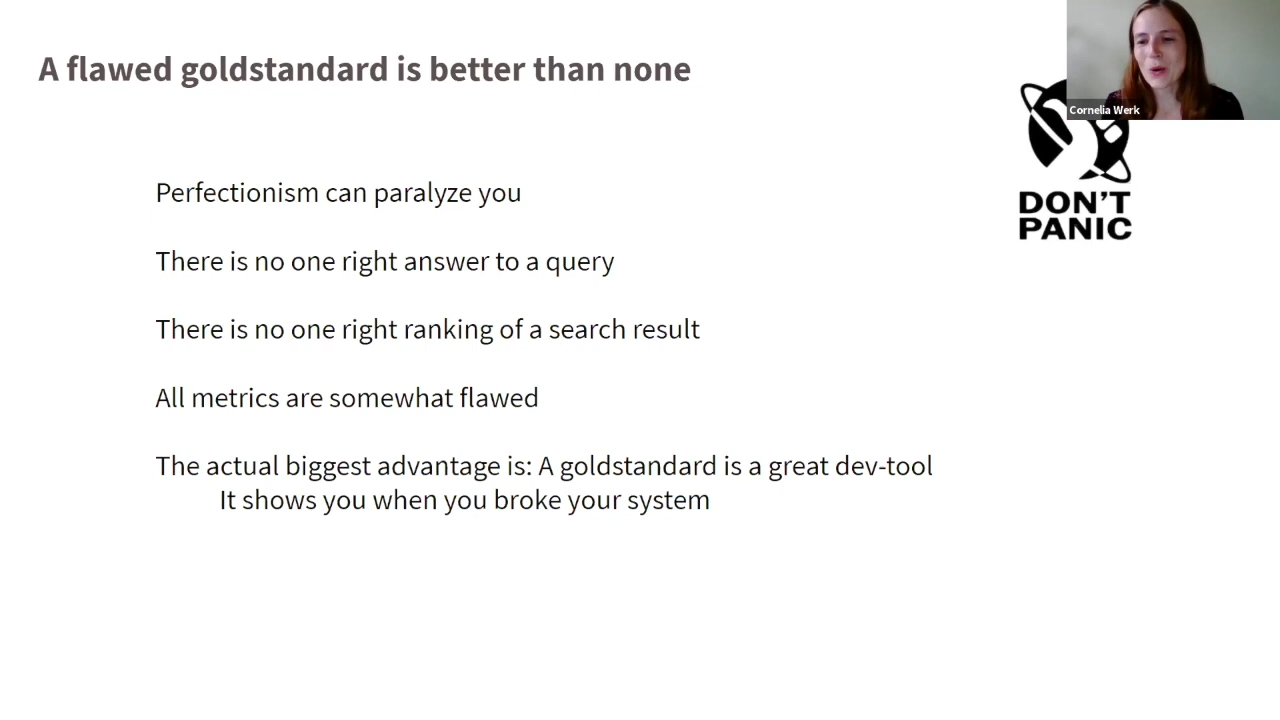 A flawed goldstandard is better than none
Cornelia Werk
DON'T
PANIC
Perfectionism can paralyze you
There is no one right answer to a query
There is no one right ranking of a search result
All metrics are somewhat flawed
The actual biggest advantage is: A goldstandard is a great dev-tool
It shows you when you broke your system